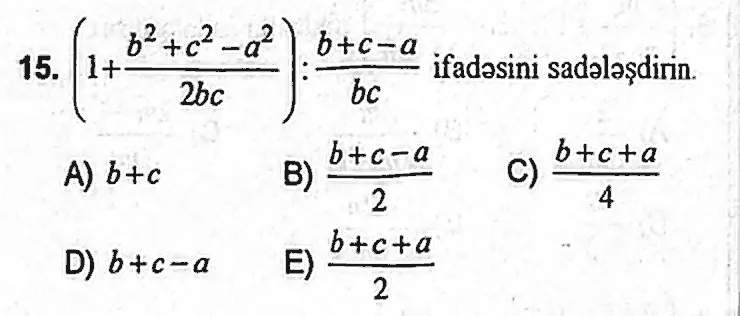 15. (1+ (b²+c²-a²)/(2bc)) : (b+c-a)/(bc) ifadəsini sadələşdirin.
A) b+c B) (b+c-a)/2 C) (b+c+a)/4
D) b+c-a E) (b+c+a)/2